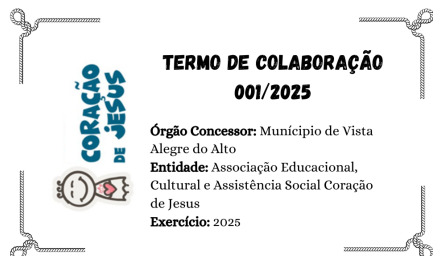 CORAÇÃO
DE JESUS
TERMO DE COLABORAÇÃO
001/2025
Órgão Concessor: Munícipio de Vista
Alegre do Alto
Entidade: Associação Educacional,
Cultural e Assistência Social Coração
de Jesus
Exercício: 2025